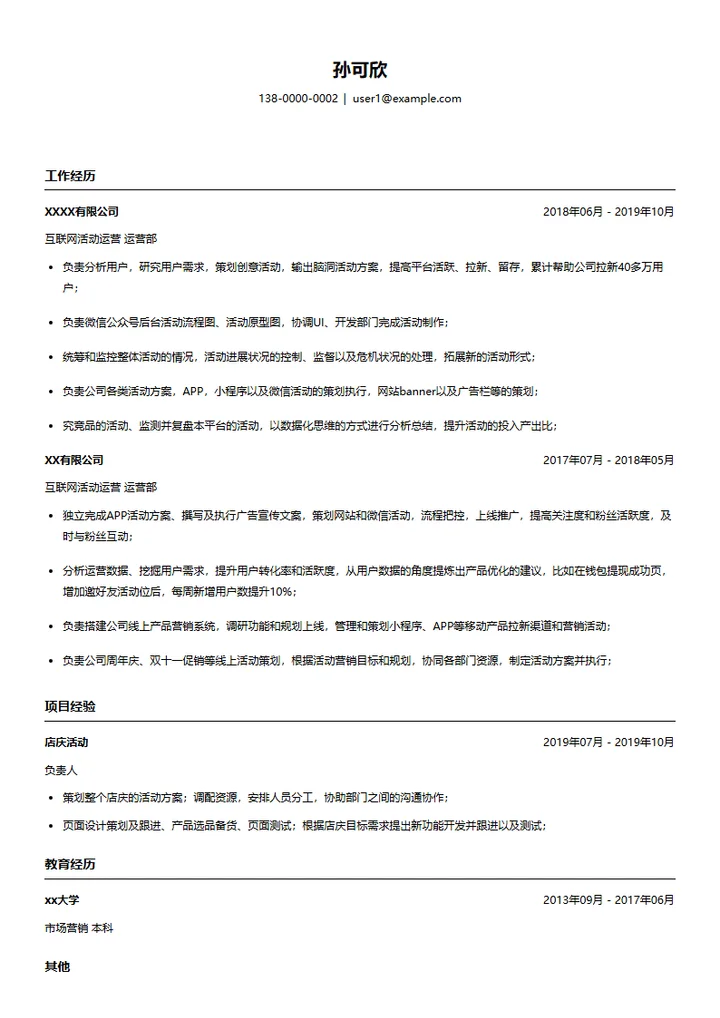 孙可欣
138-0000-0002 | user1@example.com
工作经历
XXXX有限公司 2018年06月 - 2019年10月
互联网活动运营 运营部
• 负责分析用户，研究用户需求，策划创意活动，输出脑洞活动方案，提高平台活跃、拉新、留存，累计帮助公司拉新40多万用
户；
• 负责微信公众号后台活动流程图、活动原型图，协调UI、开发部门完成活动制作；
• 统筹和监控整体活动的情况，活动进展状况的控制、监督以及危机状况的处理，拓展新的活动形式；
• 负责公司各类活动方案，APP，小程序以及微信活动的策划执行，网站banner以及广告栏等的策划；
• 究竞品的活动、监测并复盘本平台的活动，以数据化思维的方式进行分析总结，提升活动的投入产出比；
XX有限公司 2017年07月 - 2018年05月
互联网活动运营 运营部
• 独立完成APP活动方案、撰写及执行广告宣传文案，策划网站和微信活动，流程把控，上线推广，提高关注度和粉丝活跃度，及
时与粉丝互动；
• 分析运营数据、挖掘用户需求，提升用户转化率和活跃度，从用户数据的角度提炼出产品优化的建议，比如在钱包提现成功页，
增加邀好友活动位后，每周新增用户数提升10%；
• 负责搭建公司线上产品营销系统，调研功能和规划上线，管理和策划小程序、APP等移动产品拉新渠道和营销活动；
• 负责公司周年庆、双十一促销等线上活动策划，根据活动营销目标和规划，协同各部门资源，制定活动方案并执行；
项目经验
店庆活动 2019年07月 - 2019年10月
负责人
• 策划整个店庆的活动方案；调配资源，安排人员分工，协助部门之间的沟通协作；
• 页面设计策划及跟进、产品选品备货、页面测试；根据店庆目标需求提出新功能开发并跟进以及测试；
教育经历
xx大学 2013年09月 - 2017年06月
市场营销 本科
其他